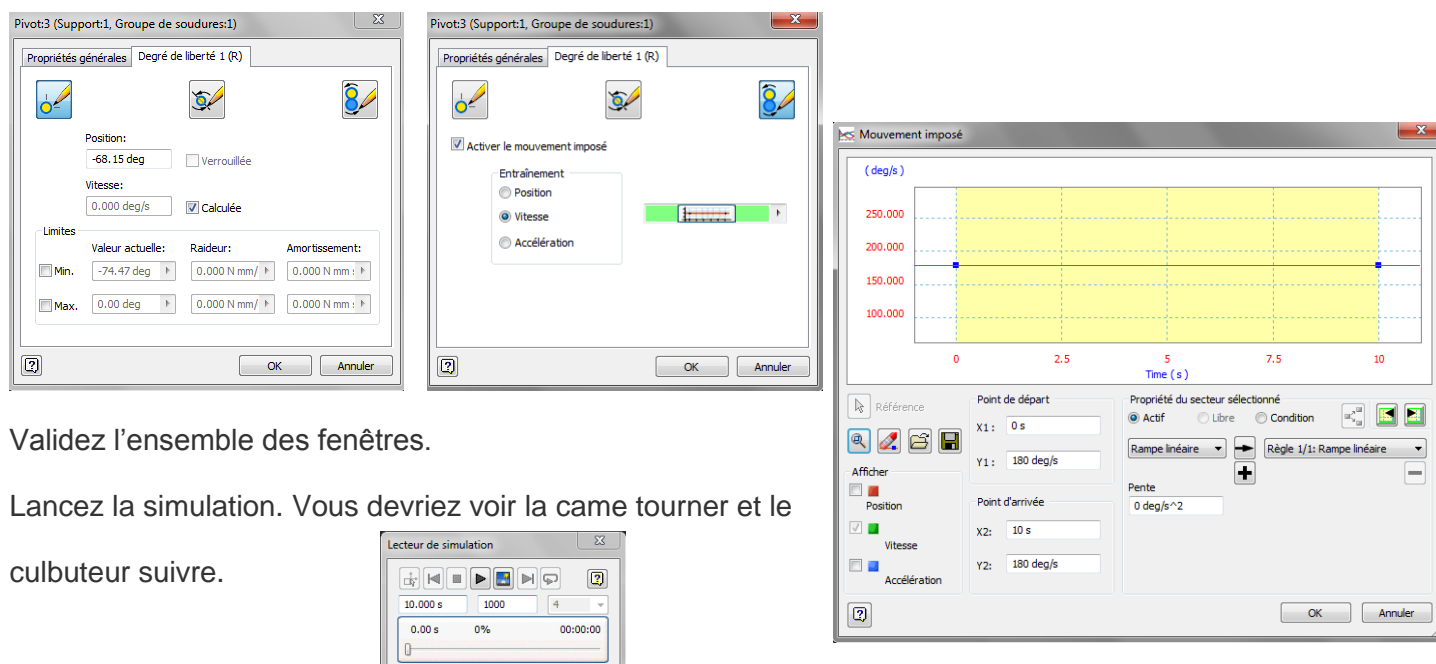 Pivot:3 (Support:1, Groupe de soudures:1)
Propriétés générales Degré de liberté 1 (R)
Position:
-68.15 deg Verrouillée
Vitesse:
0.000 deg/s Calculée
Limites
Valeur actuelle: Raideur: Amortissement:
Min. -74.47 deg 0.000 N mm/ 0.000 N mm s
Max. 0.00 deg 0.000 N mm/ 0.000 N mm s
OK Annuler
Pivot:3 (Support:1, Groupe de soudures:1)
Propriétés générales Degré de liberté 1 (R)
Activer le mouvement imposé
Entraînement
Position
Vitesse
Accélération
OK Annuler
Mouvement imposé
( deg/s )
250.000
200.000
150.000
100.000
0 2.5 5 7.5 10
Time ( s )
Référence
Afficher
Position
Vitesse
Accélération
Point de départ
X1: 0 s
Y1: 180 deg/s
Point d'arrivée
X2: 10 s
Y2: 180 deg/s
Propriété du secteur sélectionné
Actif Libre Condition
Rampe linéaire Règle 1/1: Rampe linéaire
Pente
0 deg/s^2
OK Annuler
Validez l’ensemble des fenêtres.
Lancez la simulation. Vous devriez voir la came tourner et le
culbuteur suivre.
Lecteur de simulation
10.000 s 1000 4
0.00 s 0% 00:00:00